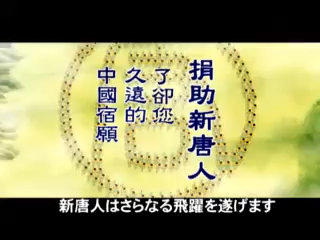 捐助新唐人
了卻您
久遠的
中國宿願
新唐人はさらなる飛躍を遂げます